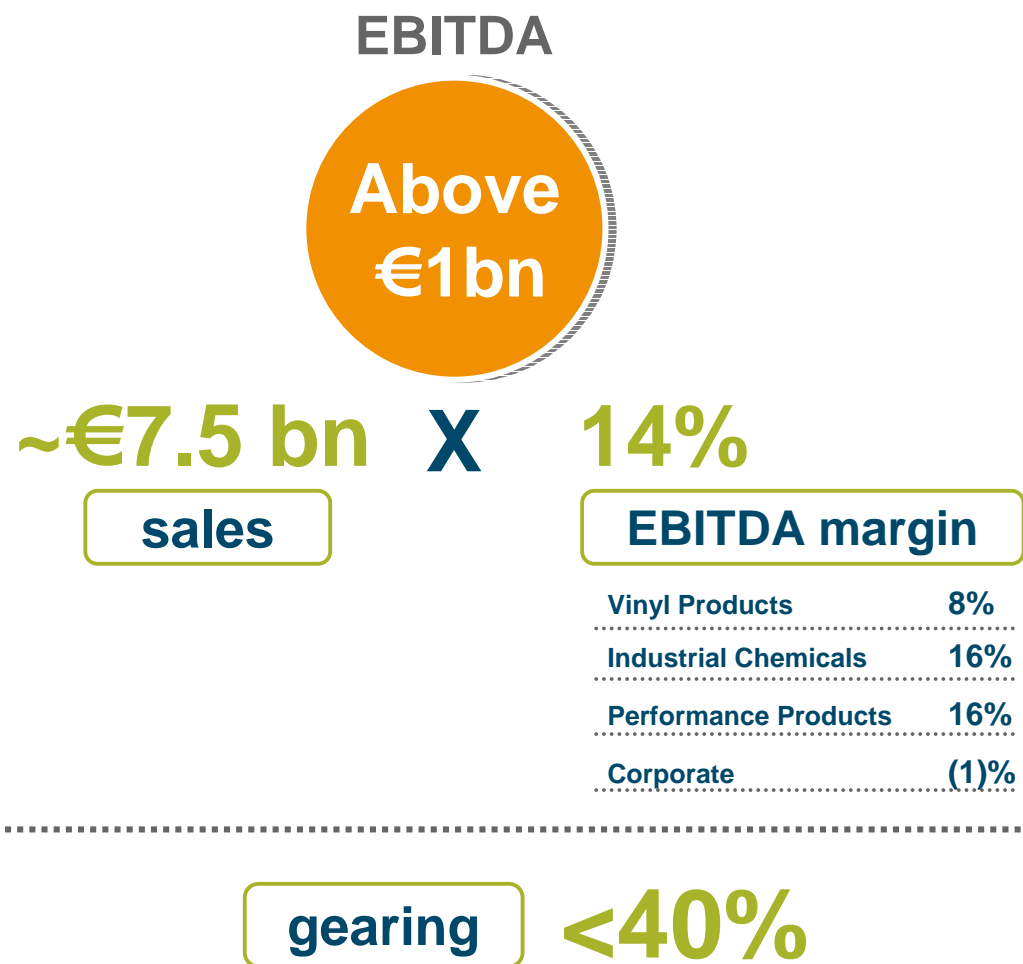 EBITDA
Above
€1bn
~€7.5 bn X 14%
sales EBITDA margin
Vinyl Products 8%
Industrial Chemicals 16%
Performance Products 16%
Corporate (1)%
gearing <40%